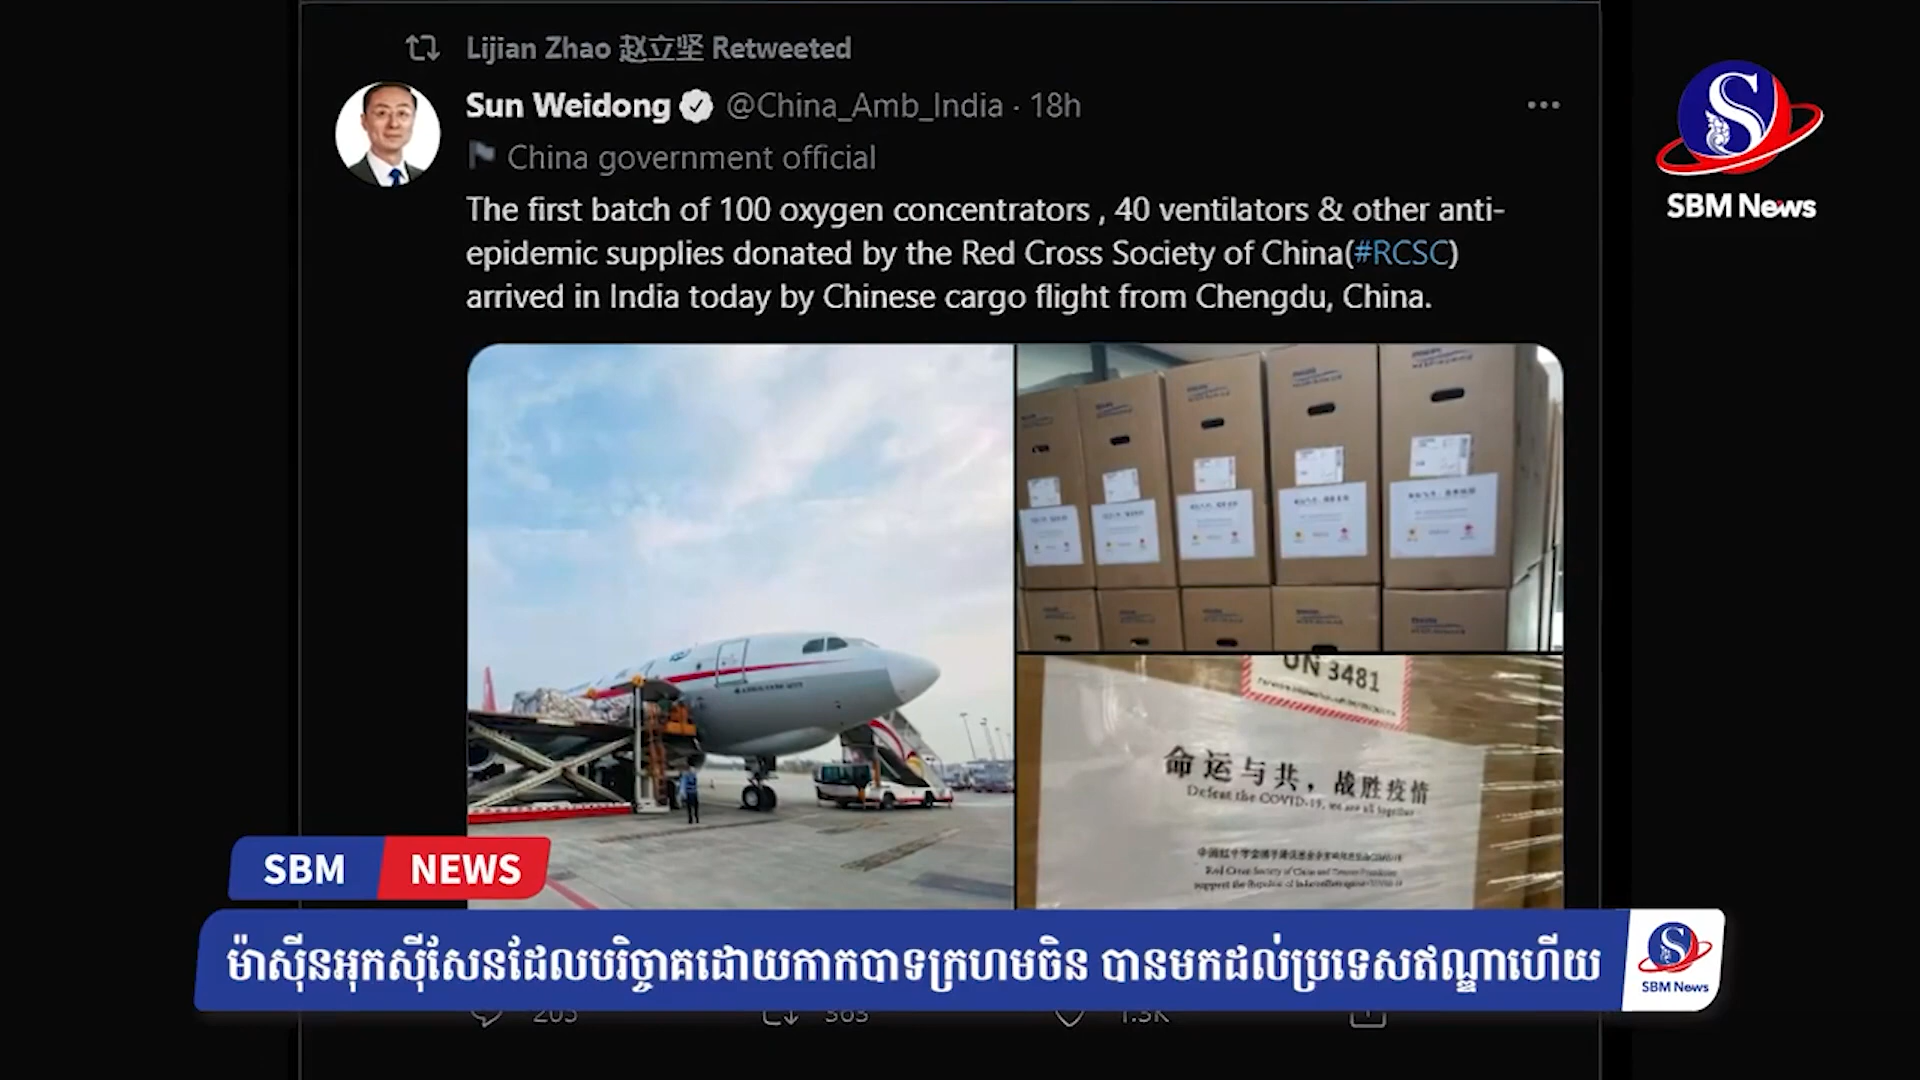 Lijian Zhao 赵立坚 Retweeted
Sun Weidong @China_Amb_India · 18h
China government official
The first batch of 100 oxygen concentrators , 40 ventilators & other anti-
epidemic supplies donated by the Red Cross Society of China(#RCSC)
arrived in India today by Chinese cargo flight from Chengdu, China.
SBM News
UN 3481
命运与共，战胜疫情
Defeat the COVID-19, we are all together
SBM NEWS
ម៉ាស៊ីនអុកស៊ីសែនដែលបរិច្ចាគដោយកាកបាទក្រហមចិន បានមកដល់ប្រទេសឥណ្ឌាហើយ
SBM News
205 363 1.3K